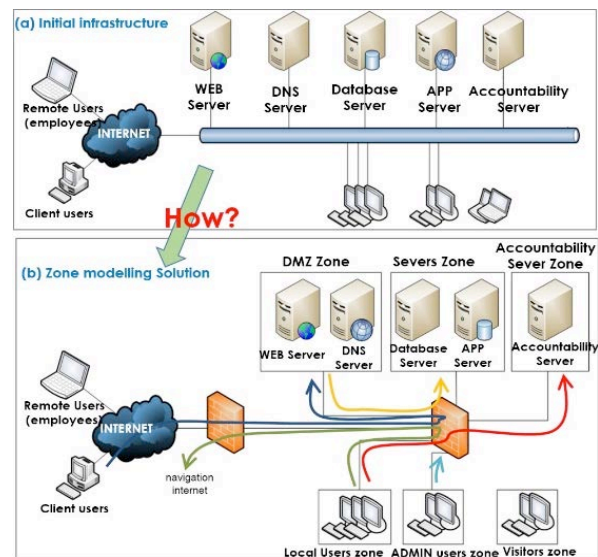 (a) Initial infrastructure
WEB
Server
DNS
Server
Database
Server
APP
Server
Accountability
Server
Remote Users
(employees)
INTERNET
Client users
How?
(b) Zone modelling Solution
DMZ Zone
Severs Zone
Accountability
Sever Zone
WEB Server
DNS
Server
Database
Server
APP
Server
Accountability
Server
Remote Users
(employees)
INTERNET
navigation
internet
Client users
Local Users zone
ADMIN users zone
Visitors zone